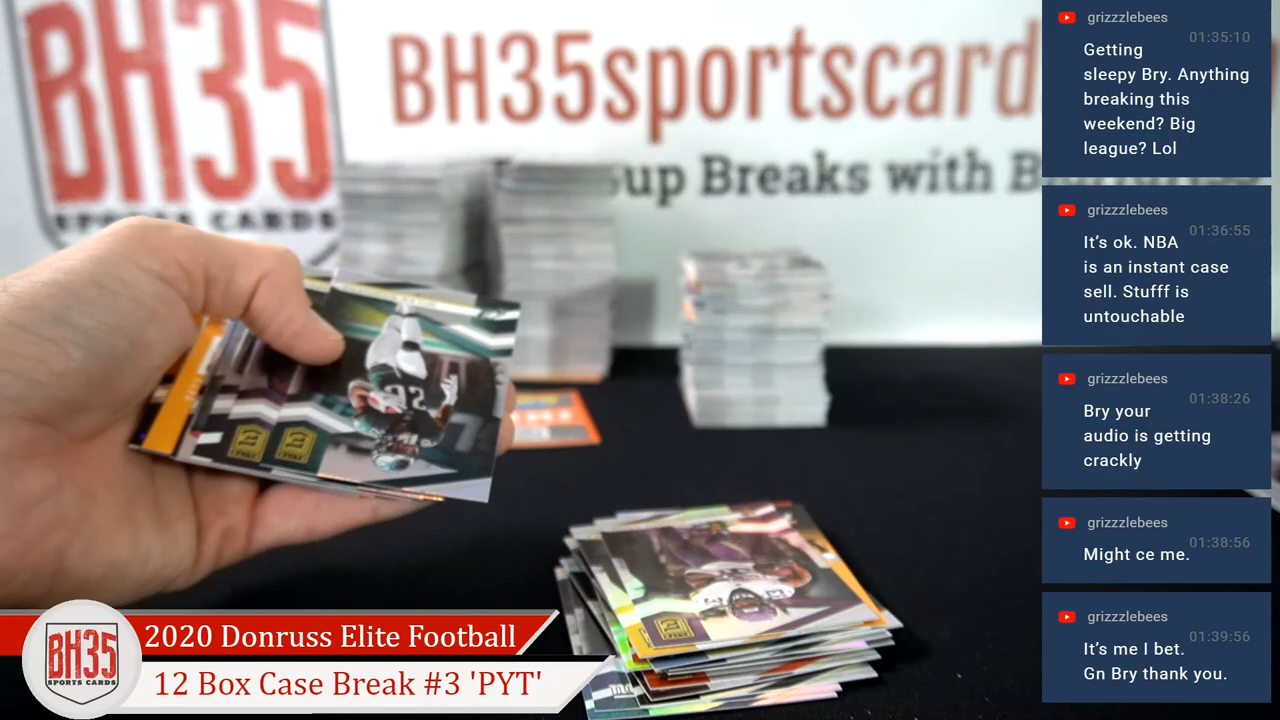 BH35
SPORTS CARDS
BH35sportscard
up Breaks with
92
grizzzlebees
01:35:10
Getting
sleepy Bry. Anything
breaking this
weekend? Big
league? Lol
grizzzlebees
01:36:55
It's ok. NBA
is an instant case
sell. Stufff is
untouchable
grizzzlebees
01:38:26
Bry your
audio is getting
crackly
grizzzlebees
01:38:56
Might ce me.
grizzzlebees
01:39:56
It's me I bet.
Gn Bry thank you.
BH35
SPORTS CARDS
2020 Donruss Elite Football
12 Box Case Break #3 'PYT'